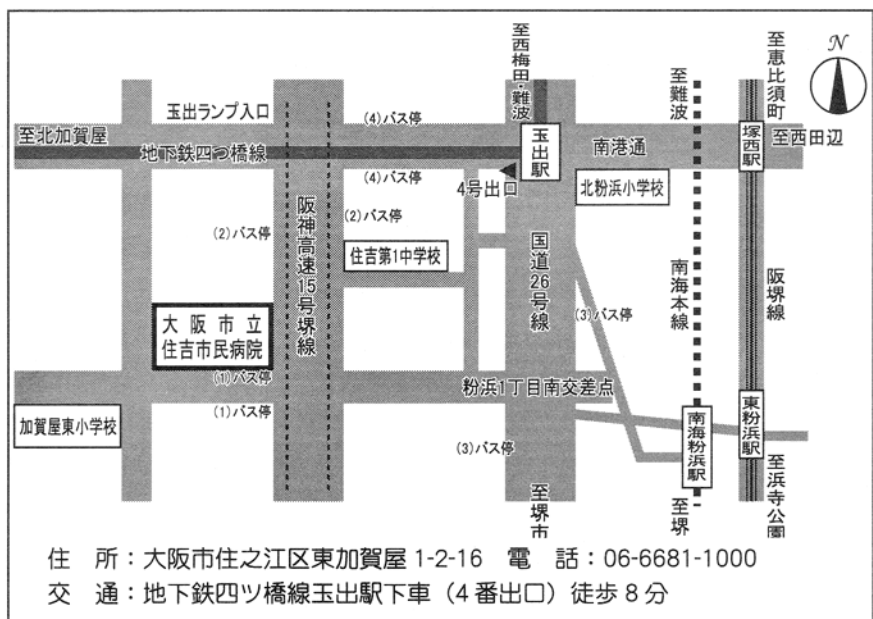 至西梅田・難波
至難波
至恵比須町
N
玉出ランプ入口
(4)バス停
至北加賀屋
地下鉄四つ橋線
玉出駅
南港通
塚西駅
至西田辺
(4)バス停
4号出口
北粉浜小学校
(2)バス停
阪神高速15号堺線
(2)バス停
住吉第1中学校
国道26号線
(3)バス停
南海本線
阪堺線
大阪市立
住吉市民病院
(1)バス停
粉浜1丁目南交差点
加賀屋東小学校
(1)バス停
(3)バス停
南海粉浜駅
東粉浜駅
至堺市
至堺
至浜寺公園
住 所：大阪市住之江区東加賀屋 1-2-16 電 話：06-6681-1000
交 通：地下鉄四ツ橋線玉出駅下車（4番出口）徒歩8分